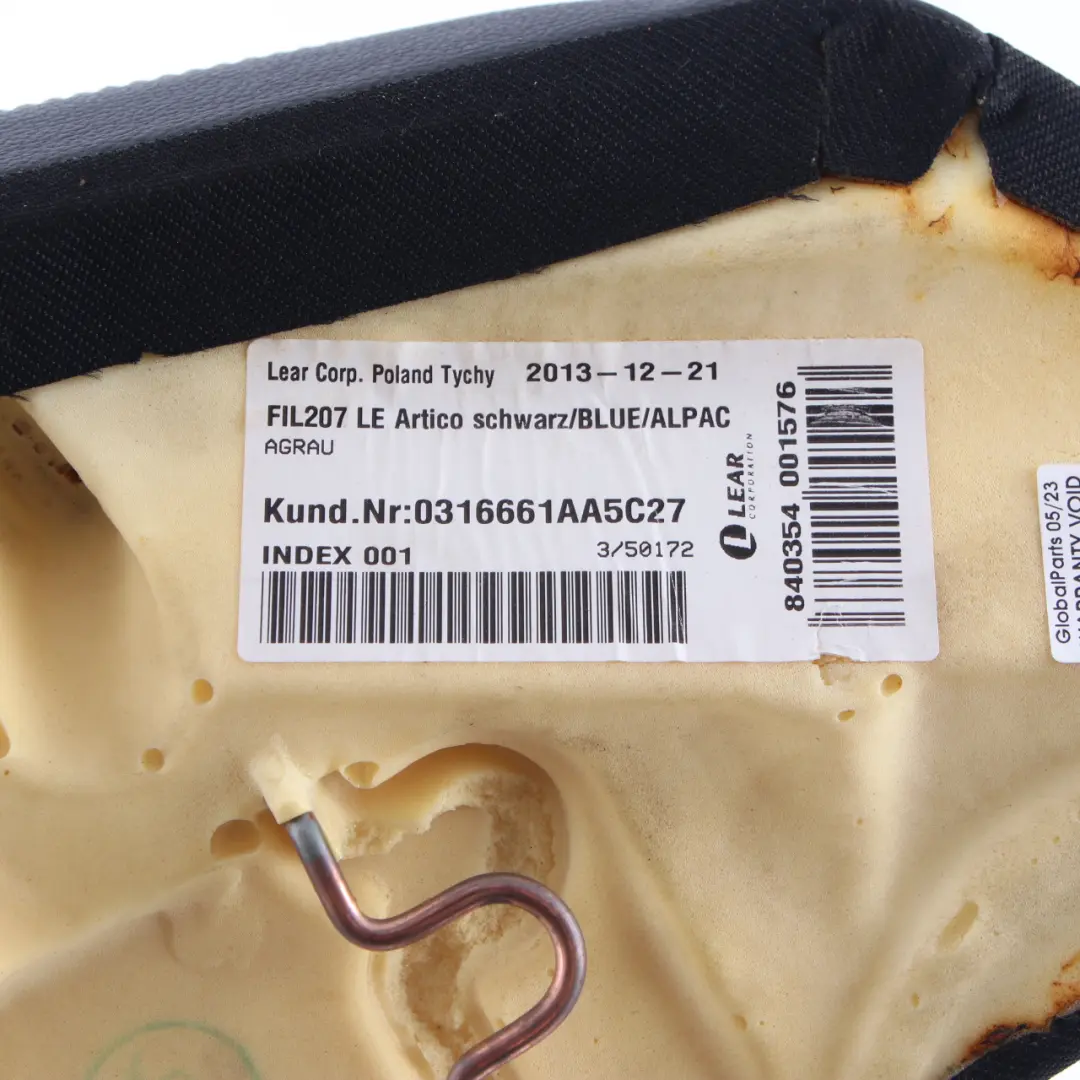 Lear Corp. Poland Tychy 2013-12-21
FIL207 LE Artico schwarz/BLUE/ALPAC
AGRAU
Kund.Nr:0316661AA5C27
INDEX 001 3/50172
LEAR
CORPORATION
840354 001576
GlobalParts 05/23
WARRANTY VOID